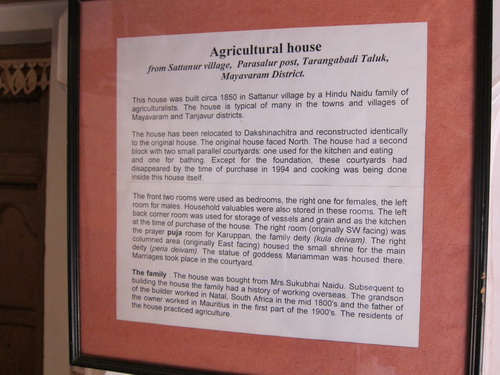 Agricultural house
from Sattanur village, Parasalur post, Tarangabadi Taluk,
Mayavaram District.
This house was built circa 1850 in Sattanur village by a Hindu Naidu family of
agriculturalists. The house is typical of many in the towns and villages of
Mayavaram and Tanjavur districts.
The house has been relocated to Dakshinachitra and reconstructed identically
to the original house. The original house faced North. The house had a second
block with two small parallel courtyards: one used for the kitchen and eating
and one for bathing. Except for the foundation, these courtyards had
disappeared by the time of purchase in 1994 and cooking was being done
inside this house itself.
The front two rooms were used as bedrooms, the right one for females, the left
room for males. Household valuables were also stored in these rooms. The left
back corner room was used for storage of vessels and grain and as the kitchen
at the time of purchase of the house. The right room (originally SW facing) was
the prayer puja room for Karuppan, the family deity (kula deivam). The right
columned area (originally East facing) housed the small shrine for the main
deity (pena deivam). The statue of goddess Mariamman was housed there.
Marriages took place in the courtyard.
The family : The house was bought from Mrs Sukubhai Naidu. Subsequent to
building the house the family had a history of working overseas. The grandson
of the builder worked in Natal, South Africa in the mid 1800's and the father of
the owner worked in Mauritius in the first part of the 1900's. The residents of
the house practiced agriculture.